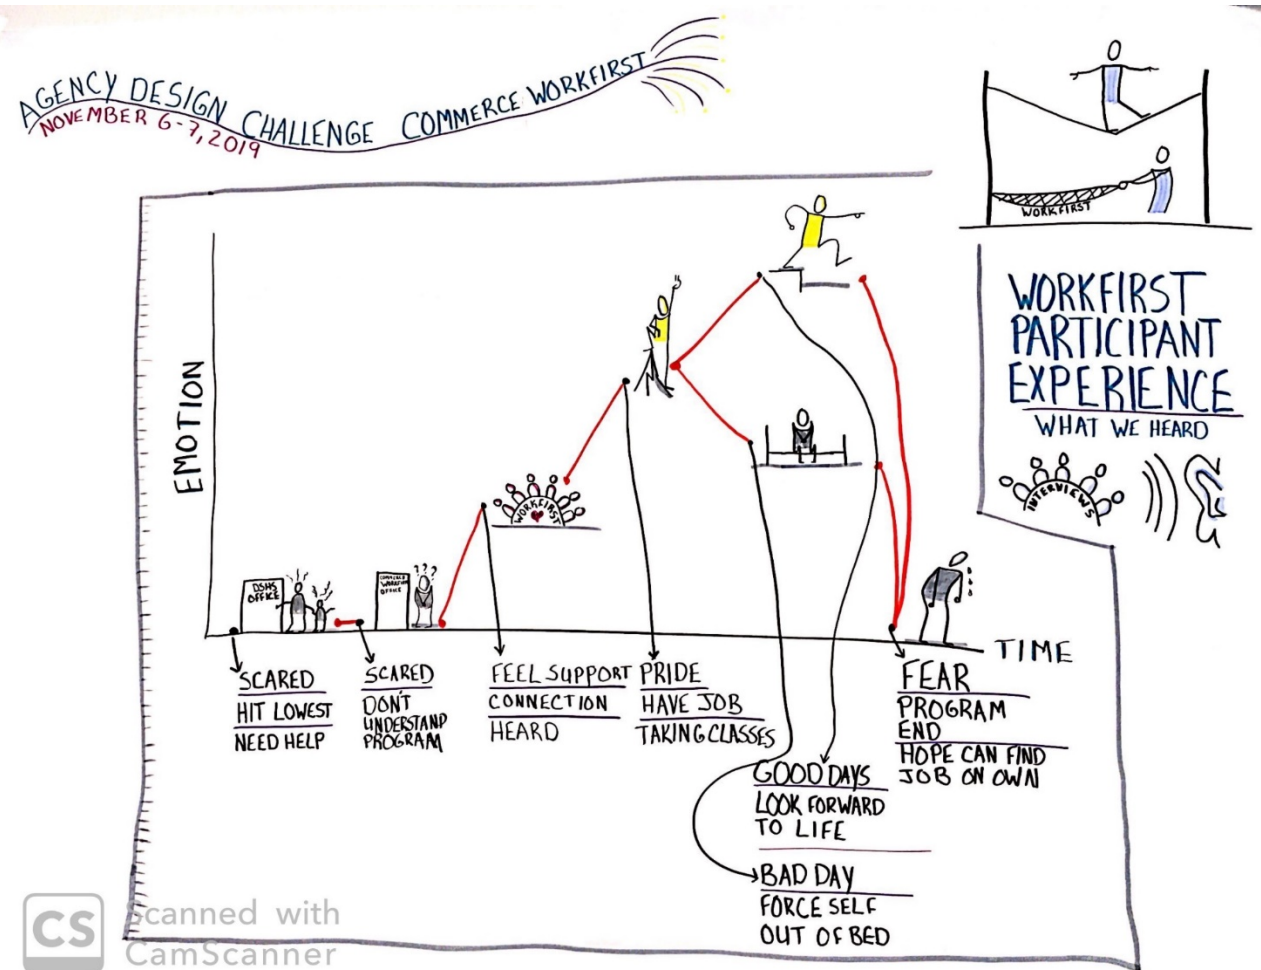 AGENCY DESIGN CHALLENGE COMMERCE WORKFIRST
NOVEMBER 6-7, 2019
WORKFIRST
WORKFIRST
PARTICIPANT
EXPERIENCE
WHAT WE HEARD
INTERVIEWS
EMOTION
WORKFIRST
DSHS
OFFICE
???
OFFICE
TIME
SCARED
HIT LOWEST
NEED HELP
SCARED
DON'T
UNDERSTAND
PROGRAM
FEEL SUPPORT
CONNECTION
HEARD
PRIDE
HAVE JOB
TAKING CLASSES
FEAR
PROGRAM
END
HOPE CAN FIND
JOB ON OWN
GOOD DAYS
LOOK FORWARD
TO LIFE
BAD DAY
FORCE SELF
OUT OF BED
CS Scanned with
CamScanner